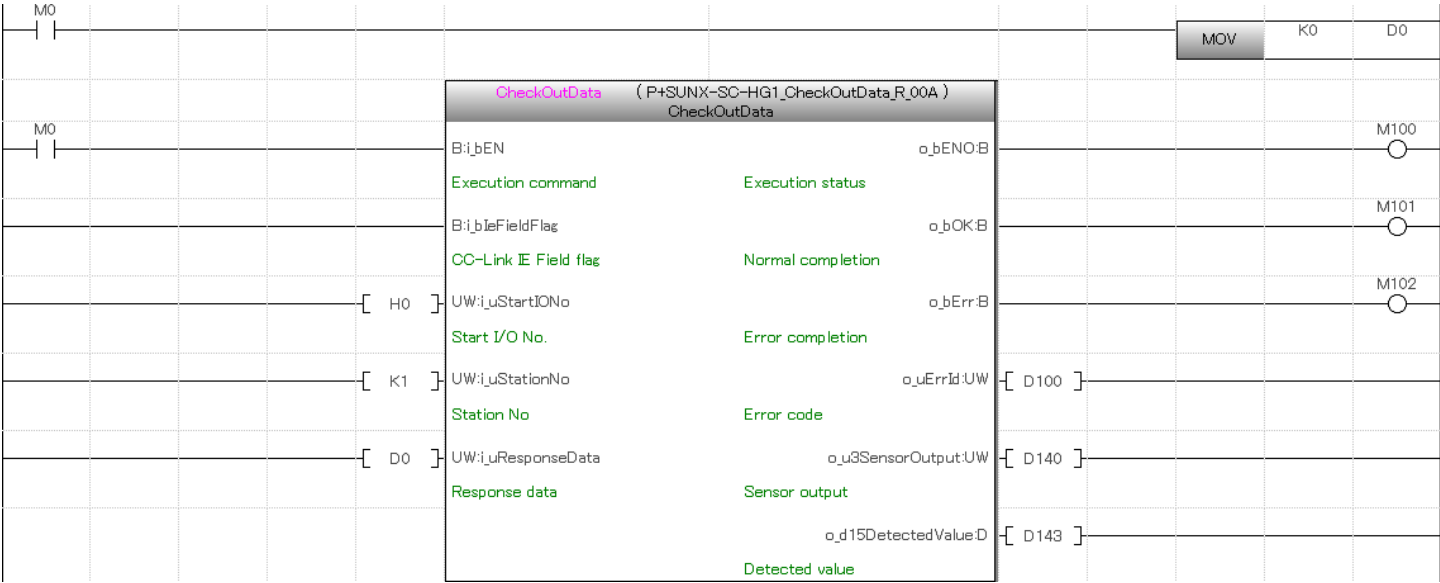 M0
MOV K0 D0
CheckOutData (P+SUNX-SC-HG1_CheckOutData_R_00A)
CheckOutData
M0
M100
B:i_bEN o_bENO:B
Execution command Execution status
M101
B:i_bIeFieldFlag o_bOK:B
CC-Link IE Field flag Normal completion
M102
H0 UW:i_uStartIONo o_bErr:B
Start I/O No. Error completion
K1 UW:i_uStationNo o_uErrId:UW D100
Station No Error code
D0 UW:i_uResponseData o_u3SensorOutput:UW D140
Response data Sensor output
o_d15DetectedValue:D D143
Detected value